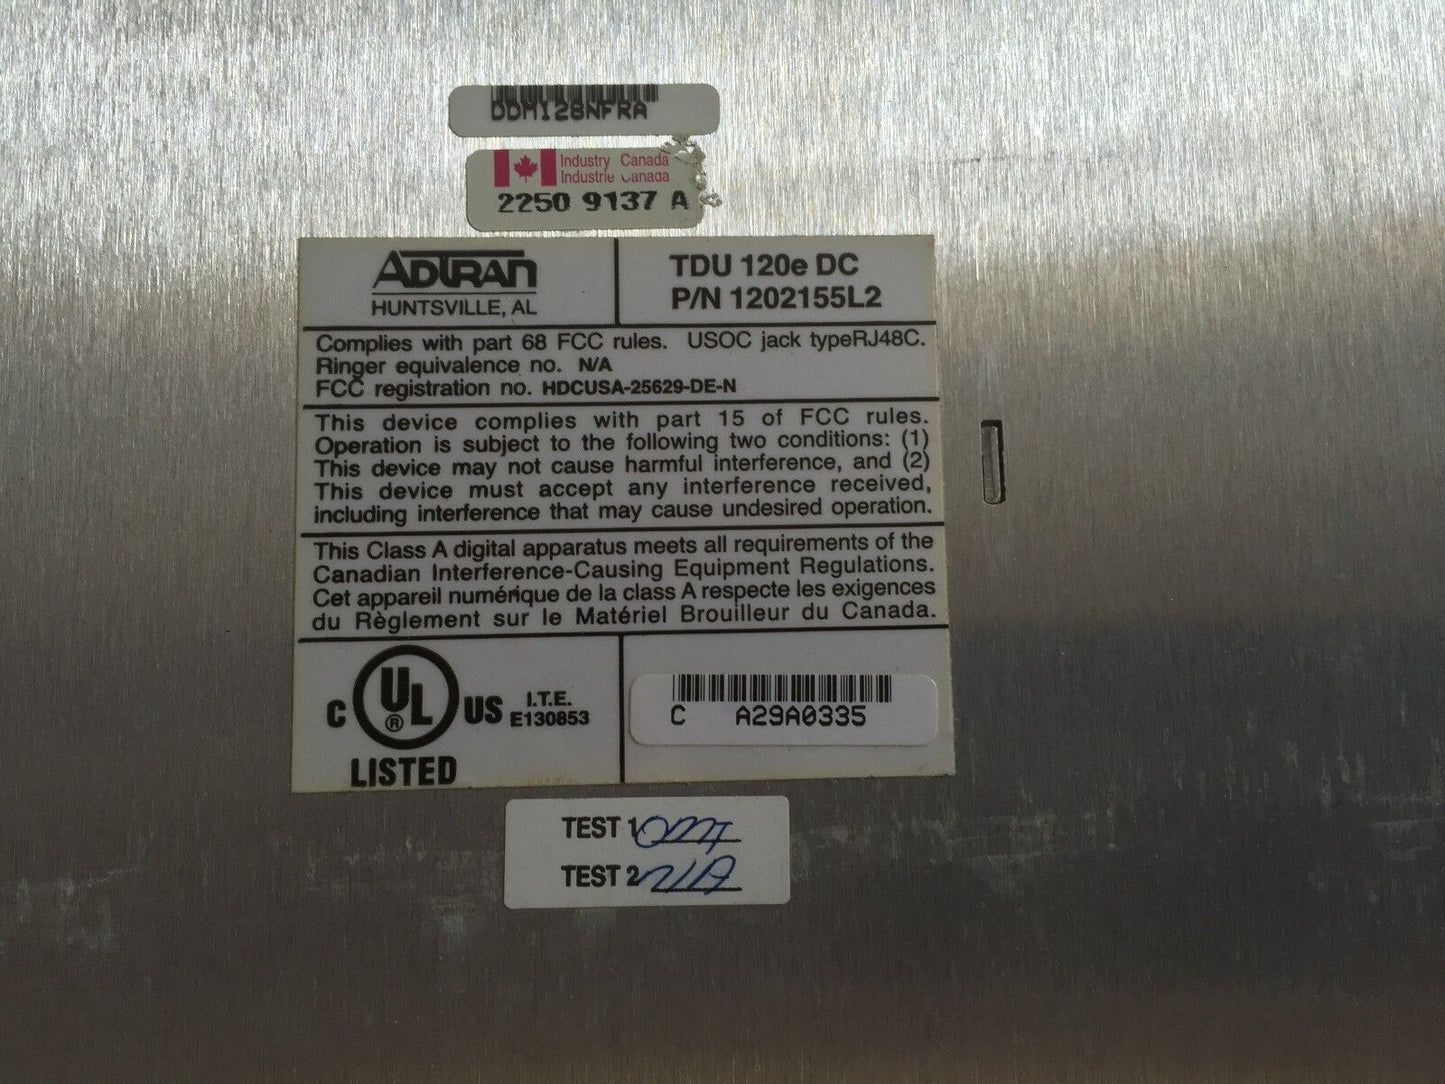 DDM128NFRA
Industry Canada
Industrie Canada
2250 9137 A
ADTRAN
HUNTSVILLE, AL
TDU 120e DC
P/N 1202155L2
Complies with part 68 FCC rules. USOC jack typeRJ48C.
Ringer equivalence no. N/A
FCC registration no. HDCUSA-25629-DE-N
This device complies with part 15 of FCC rules.
Operation is subject to the following two conditions: (1)
This device may not cause harmful interference, and (2)
This device must accept any interference received,
including interference that may cause undesired operation.
This Class A digital apparatus meets all requirements of the
Canadian Interference-Causing Equipment Regulations.
Cet appareil numérique de la class A respecte les exigences
du Règlement sur le Matériel Brouilleur du Canada.
C UL ® US
LISTED
I.T.E.
E130853
C A29A0335
TEST 1
TEST 2 N/A